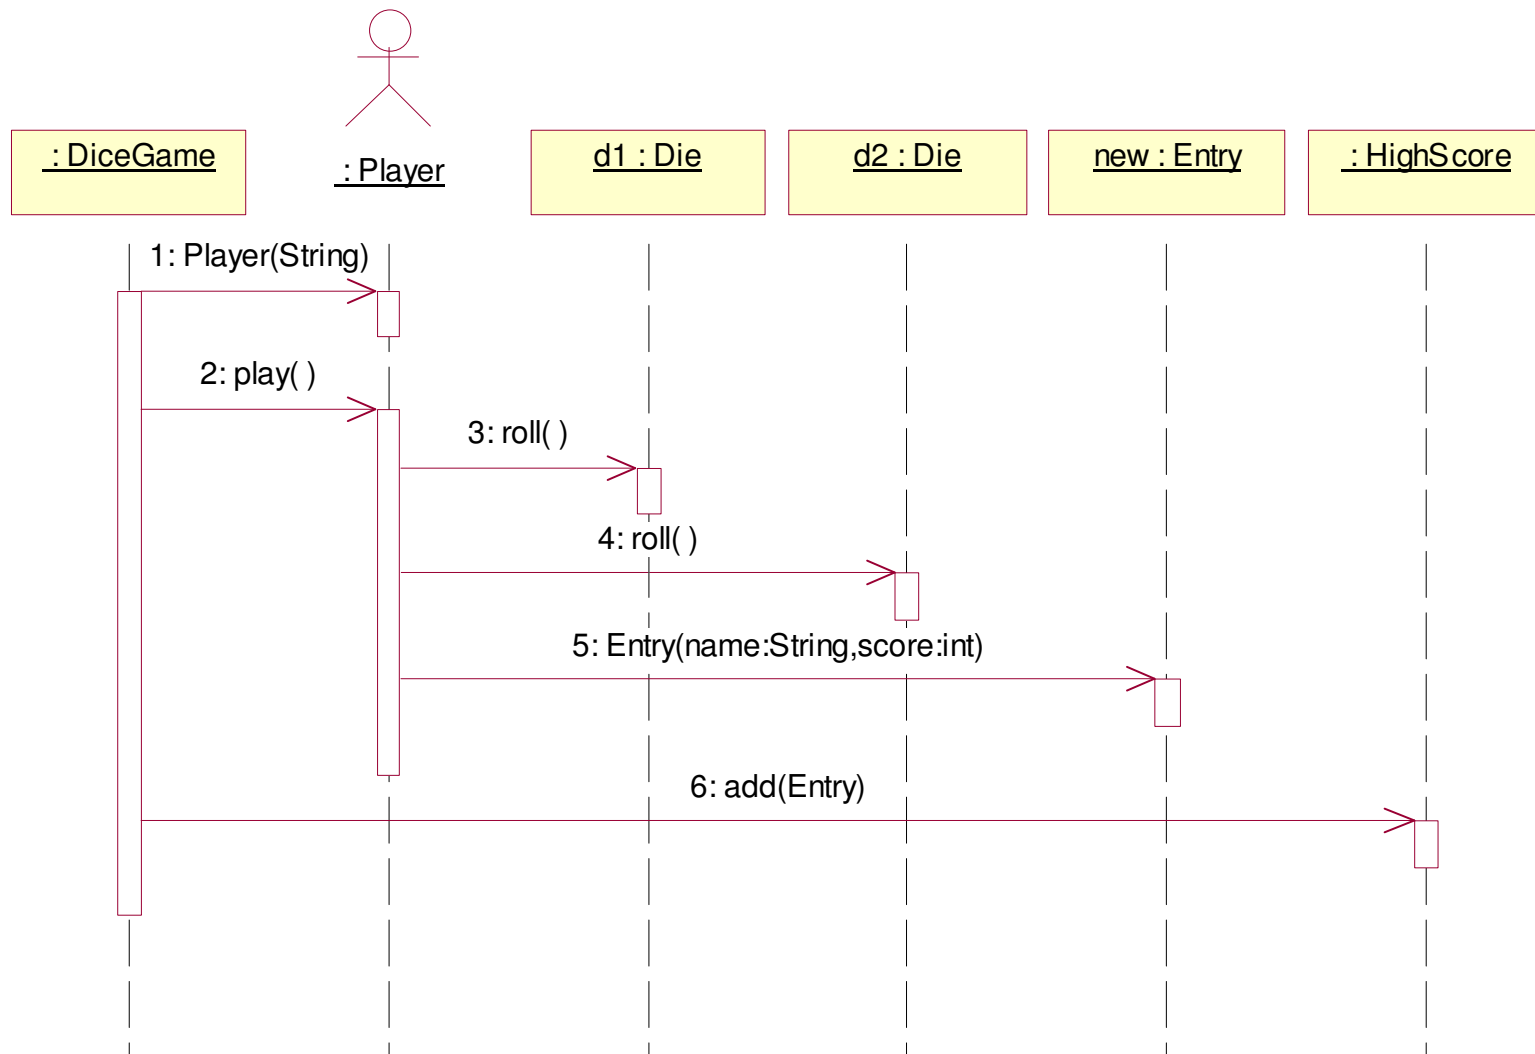 : DiceGame
: Player
d1 : Die
d2 : Die
new : Entry
: HighScore
1: Player(String)
2: play( )
3: roll( )
4: roll( )
5: Entry(name:String,score:int)
6: add(Entry)